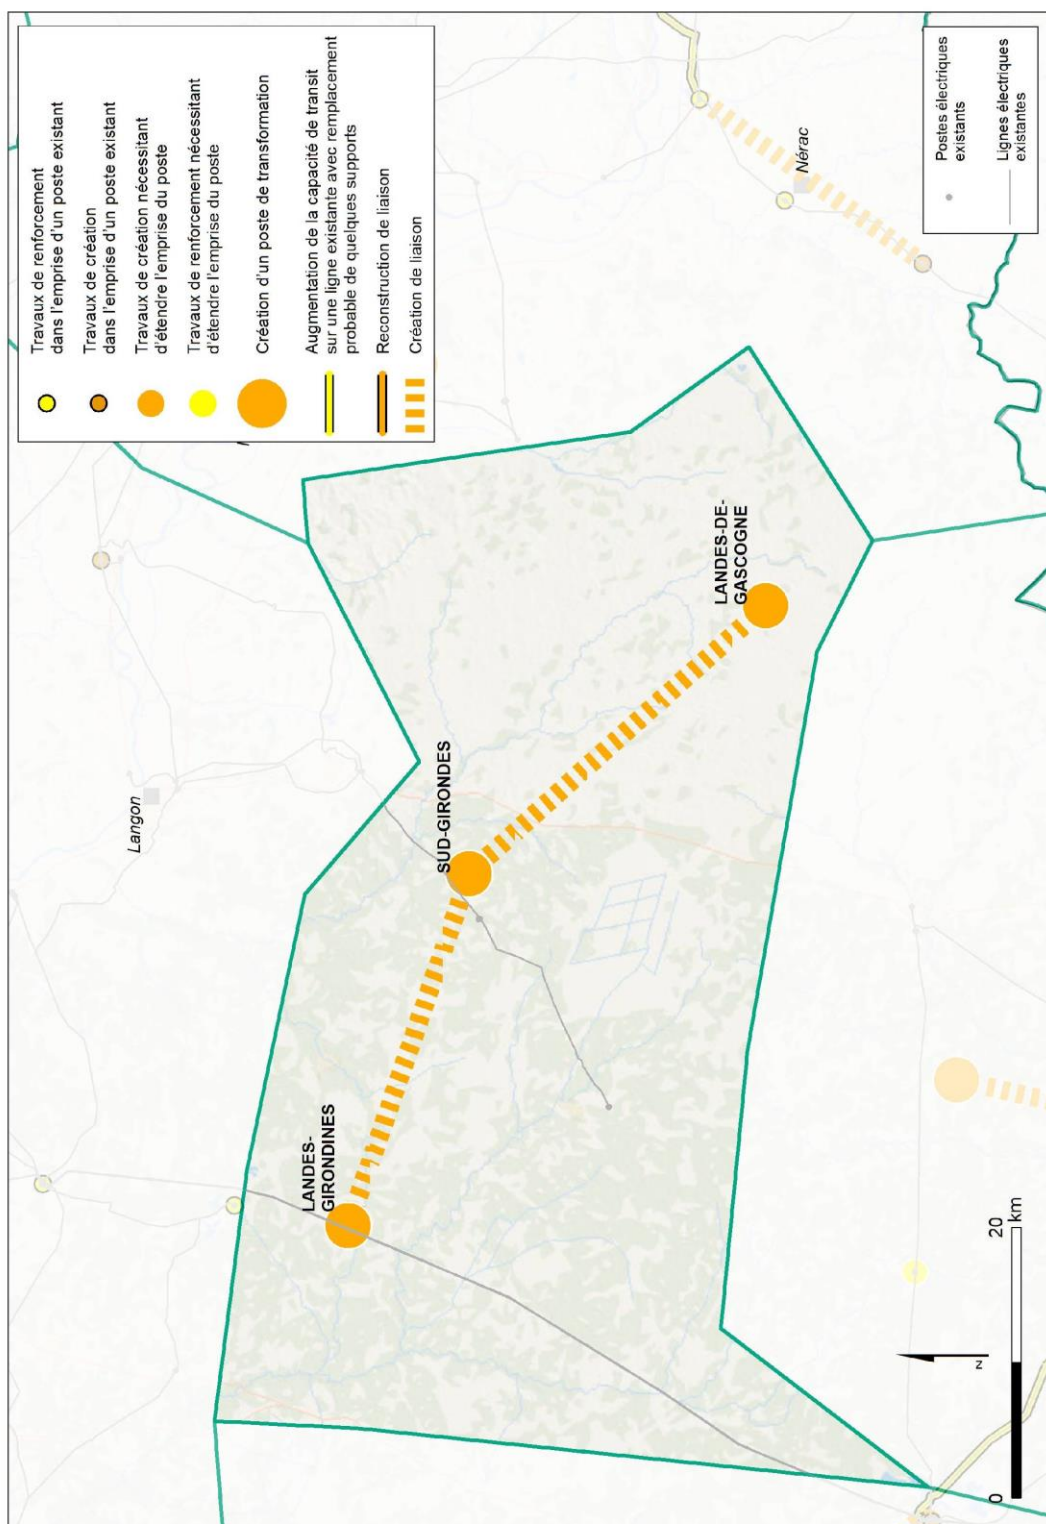 Travaux de renforcement
dans l'emprise d'un poste existant
Travaux de création
dans l'emprise d'un poste existant
Travaux de création nécessitant
d'étendre l'emprise du poste
Travaux de renforcement nécessitant
d'étendre l'emprise du poste
Création d'un poste de transformation
Augmentation de la capacité de transit
sur une ligne existante avec remplacement
probable de quelques supports
Reconstruction de liaison
Création de liaison
Postes électriques
existants
Lignes électriques
existantes
Langon
Nérac
LANDES-
GIRONDINES
SUD-GIRONDES
LANDES-DE-
GASCOGNE
N
0
20
km